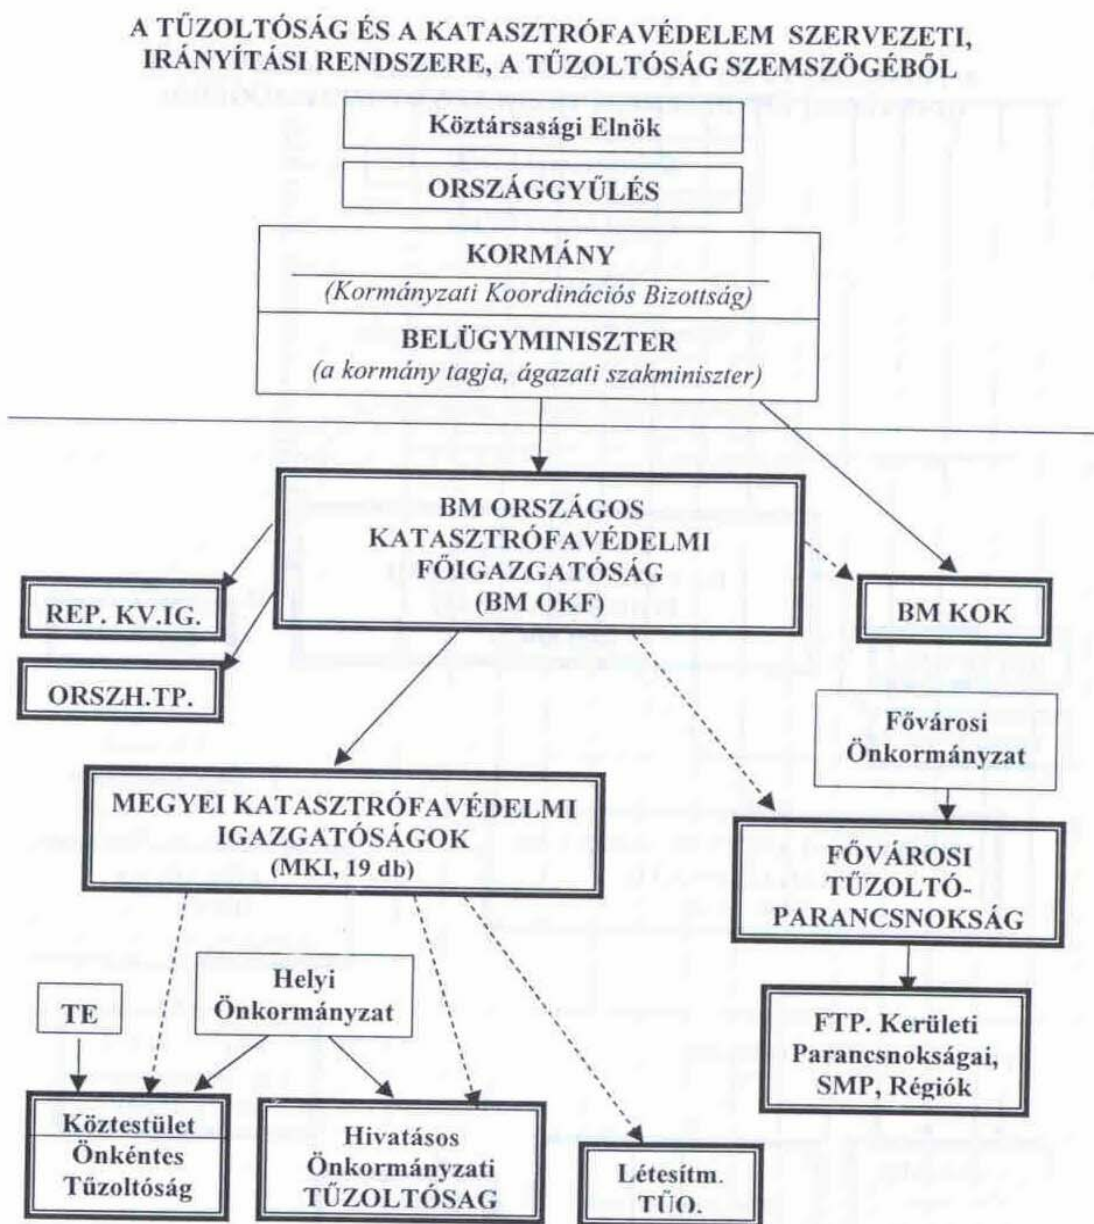 A TŰZOLTÓSÁG ÉS A KATASZTRÓFAVÉDELEM SZERVEZETI,
IRÁNYÍTÁSI RENDSZERE, A TŰZOLTÓSÁG SZEMSZÖGÉBŐL
Köztársasági Elnök
ORSZÁGGYŰLÉS
KORMÁNY
(Kormányzati Koordinációs Bizottság)
BELÜGYMINISZTER
(a kormány tagja, ágazati szakminiszter)
BM ORSZÁGOS
KATASZTRÓFAVÉDELMI
FŐIGAZGATÓSÁG
(BM OKF)
REP. KV.IG.
BM KOK
ORSZH.TP.
Fővárosi
Önkormányzat
MEGYEI KATASZTRÓFAVÉDELMI
IGAZGATÓSÁGOK
(MKI, 19 db)
FŐVÁROSI
TŰZOLTÓ-
PARANCSNOKSÁG
TE
Helyi
Önkormányzat
FTP. Kerületi
Parancsnokságai,
SMP, Régiók
Köztestület
Önkéntes
Tűzoltóság
Hivatásos
Önkormányzati
TŰZOLTÓSAG
Létesítm.
TŰO.